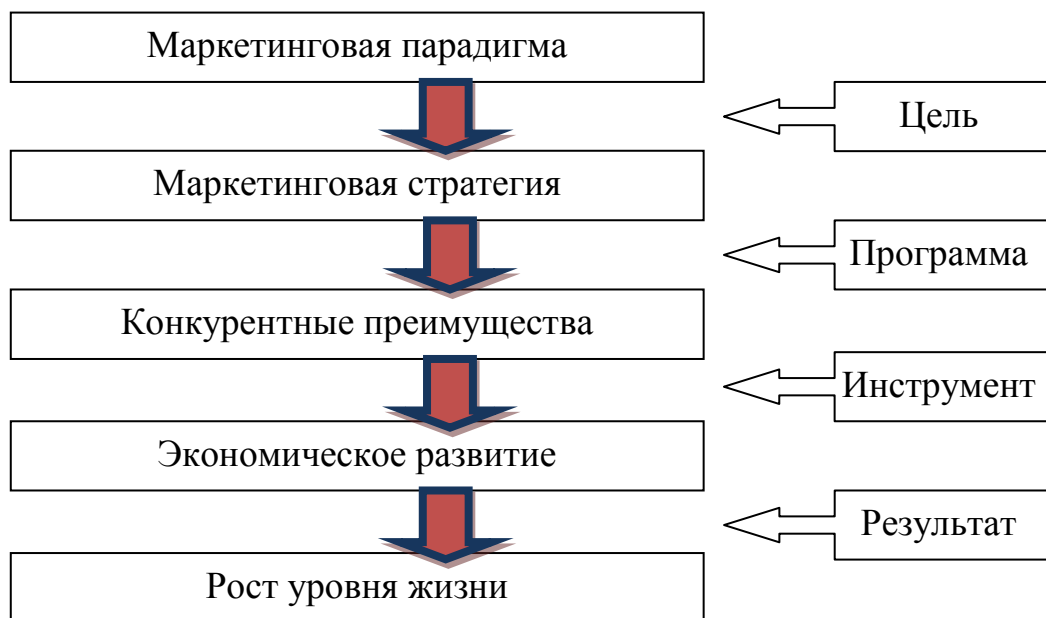 Маркетинговая парадигма
Цель
Маркетинговая стратегия
Программа
Конкурентные преимущества
Инструмент
Экономическое развитие
Результат
Рост уровня жизни